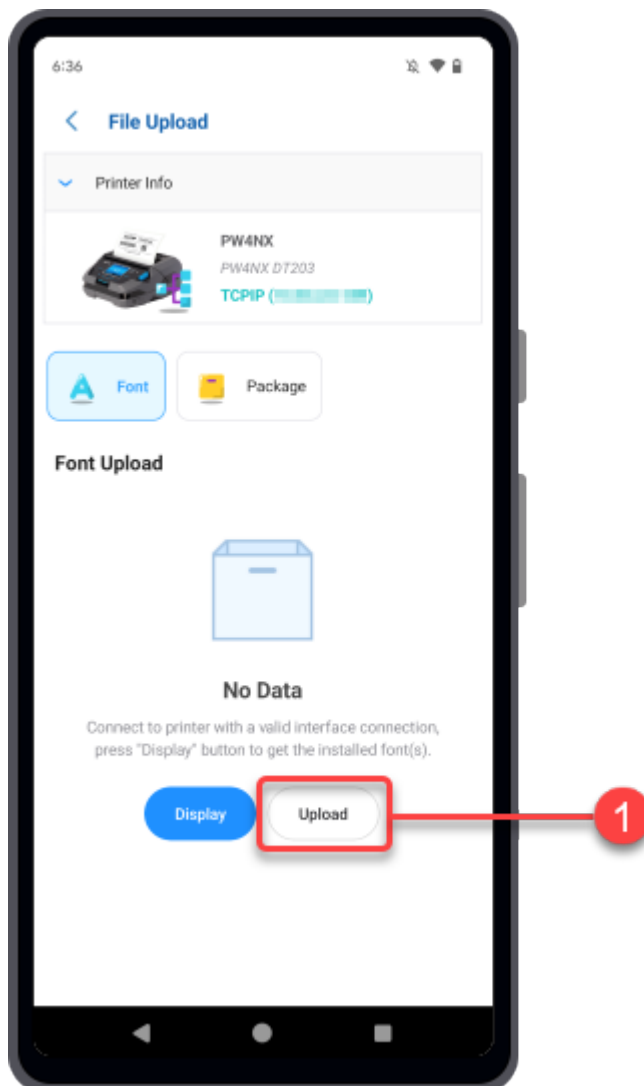 6:36
File Upload
Printer Info
PW4NX
PW4NX DT203
TCPIP ( )
Font
Package
Font Upload
No Data
Connect to printer with a valid interface connection,
press "Display" button to get the installed font(s).
Display
Upload
1